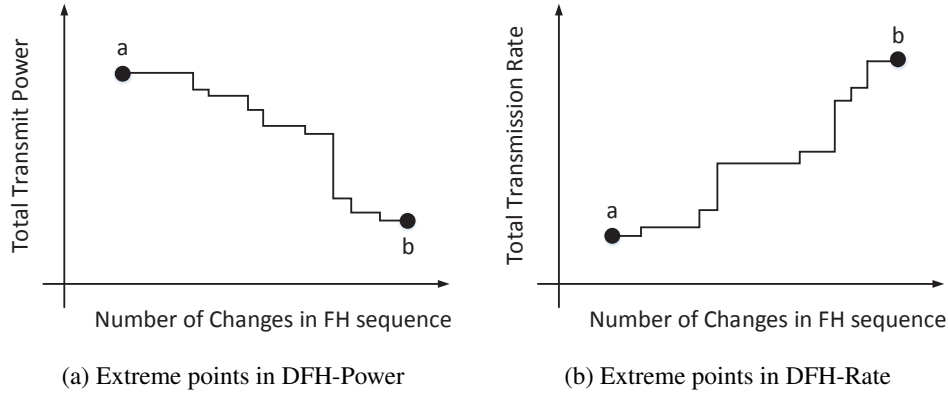 Total Transmit Power
a
b
Number of Changes in FH sequence
(a) Extreme points in DFH-Power
Total Transmission Rate
a
b
Number of Changes in FH sequence
(b) Extreme points in DFH-Rate